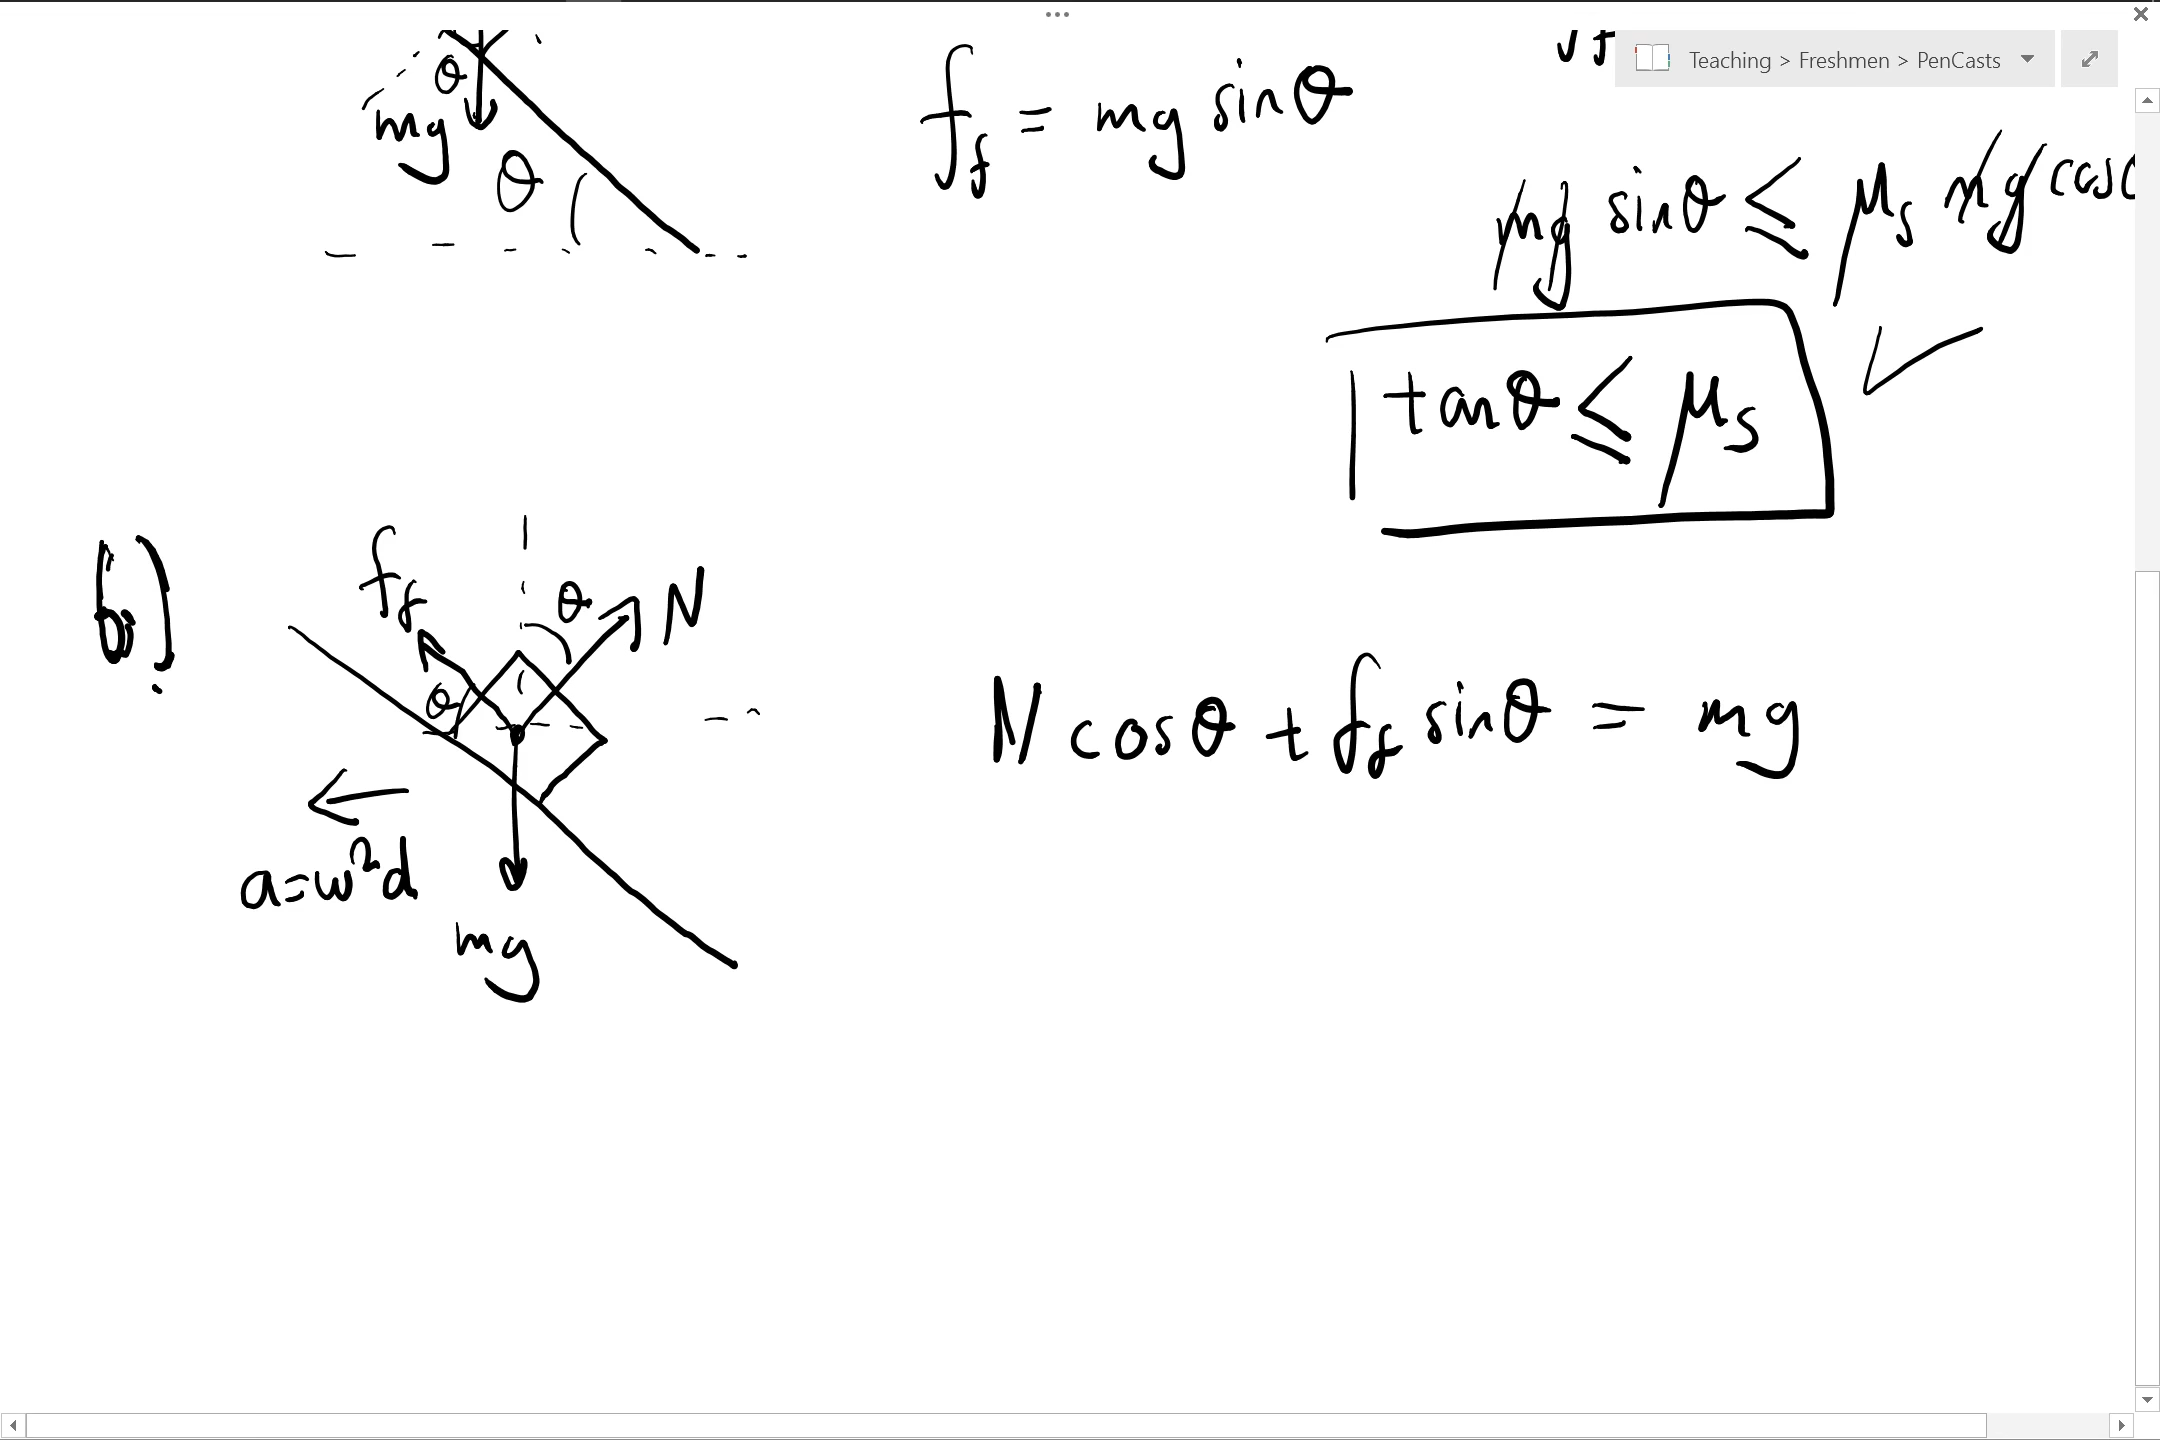 Teaching > Freshmen > PenCasts
θ
mg
θ
f_f = mg sinθ
mg sinθ ≤ μ_s mg cos
tanθ ≤ μ_s
b)
f_f
θ
N
θ
N cosθ + f_f sinθ = mg
a=w²d
mg